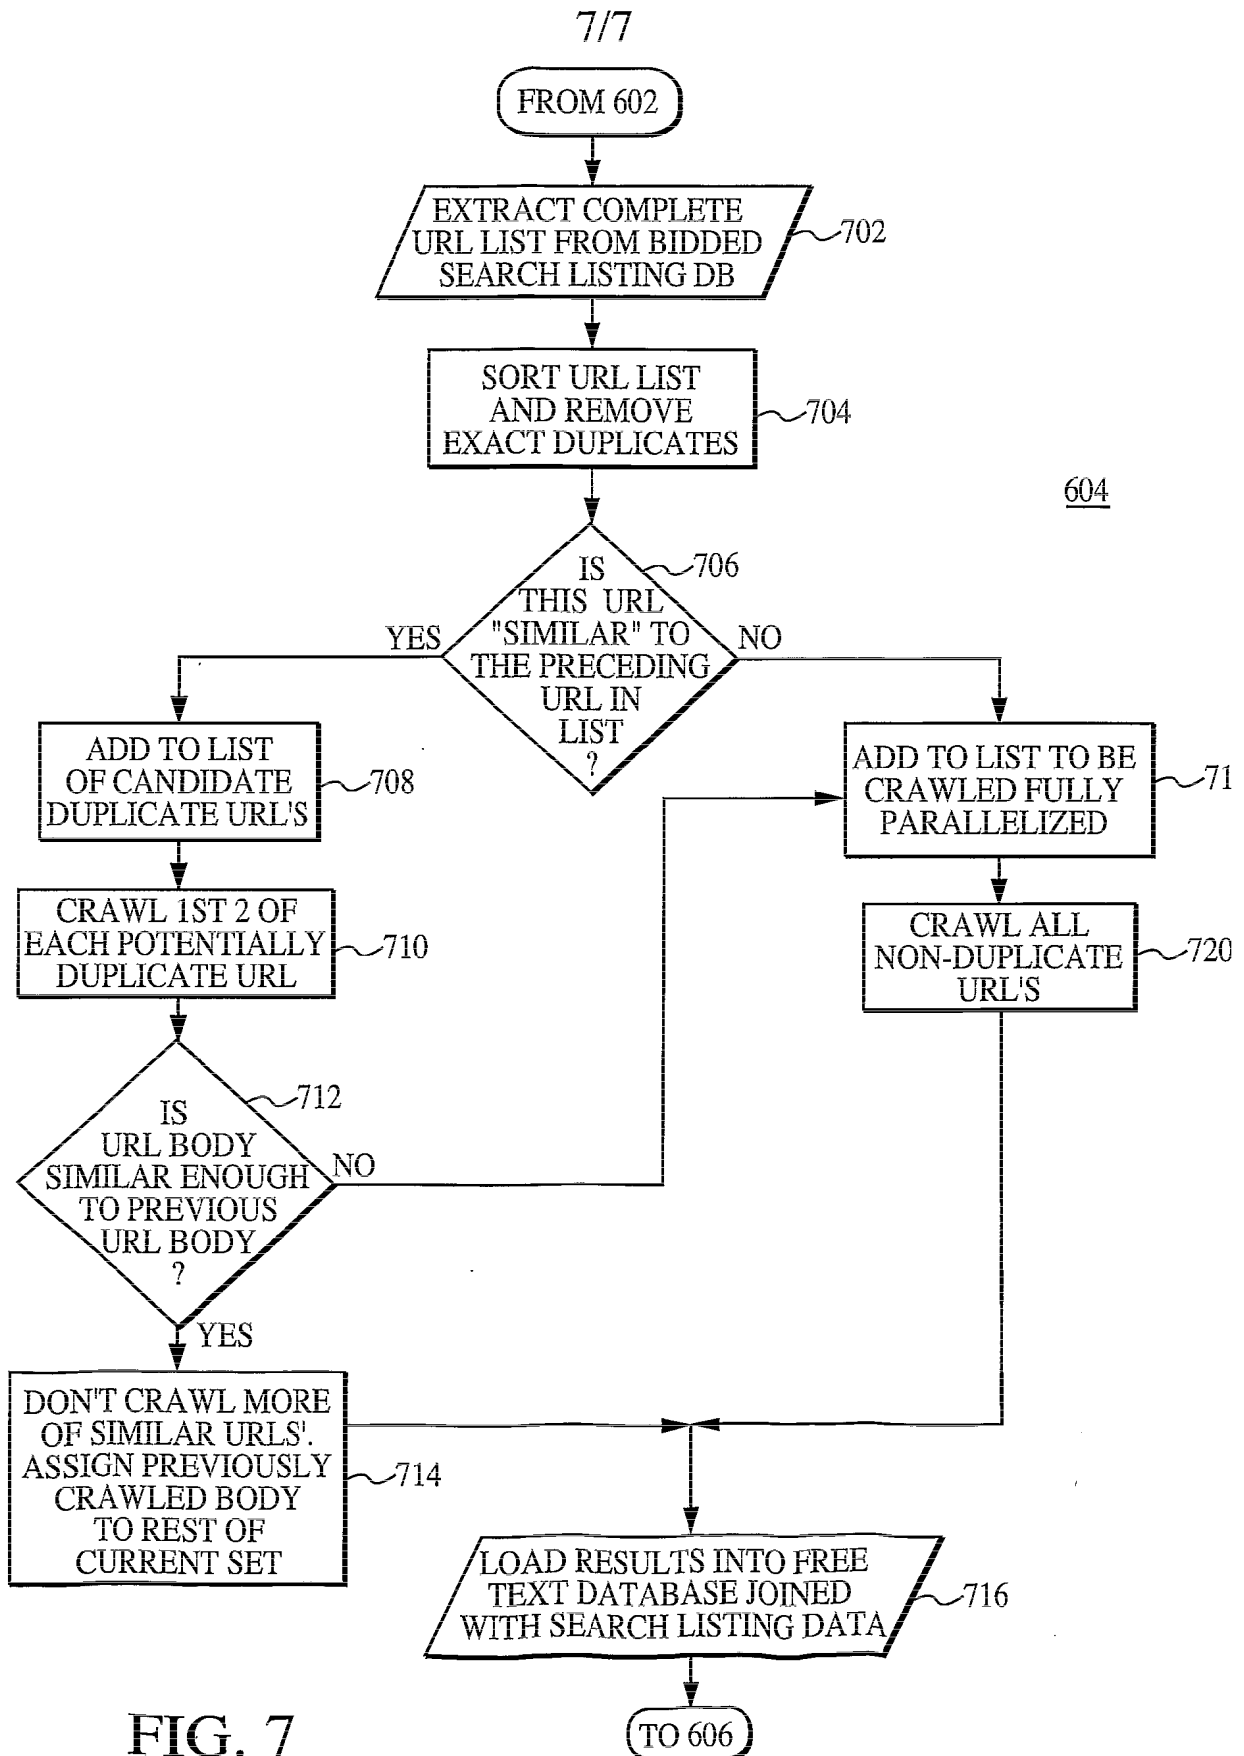 7/7
FROM 602
EXTRACT COMPLETE
URL LIST FROM BIDDED
SEARCH LISTING DB
702
SORT URL LIST
AND REMOVE
EXACT DUPLICATES
704
604
IS
THIS URL
"SIMILAR" TO
THE PRECEDING
URL IN
LIST
?
706
YES
NO
ADD TO LIST
OF CANDIDATE
DUPLICATE URL'S
708
ADD TO LIST TO BE
CRAWLED FULLY
PARALLELIZED
71
CRAWL 1ST 2 OF
EACH POTENTIALLY
DUPLICATE URL
710
CRAWL ALL
NON-DUPLICATE
URL'S
720
IS
URL BODY
SIMILAR ENOUGH
TO PREVIOUS
URL BODY
?
712
NO
YES
DON'T CRAWL MORE
OF SIMILAR URLS'.
ASSIGN PREVIOUSLY
CRAWLED BODY
TO REST OF
CURRENT SET
714
LOAD RESULTS INTO FREE
TEXT DATABASE JOINED
WITH SEARCH LISTING DATA
716
TO 606
FIG. 7